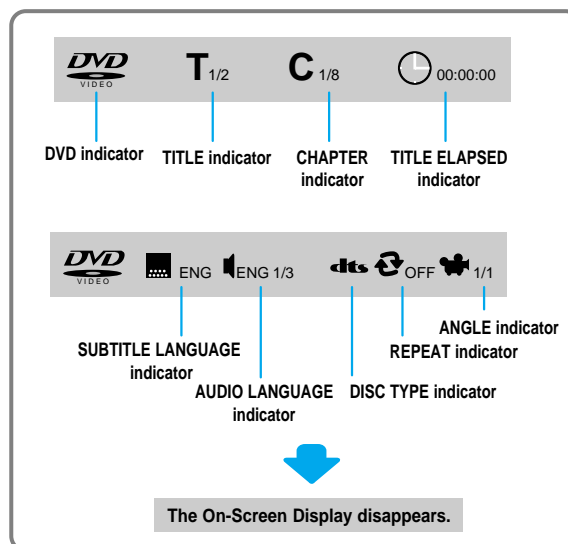 DVD VIDEO T 1/2 C 1/8 00:00:00
DVD indicator TITLE indicator CHAPTER indicator TITLE ELAPSED indicator
DVD VIDEO ENG ENG 1/3 dts OFF 1/1
ANGLE indicator
SUBTITLE LANGUAGE indicator REPEAT indicator
AUDIO LANGUAGE indicator DISC TYPE indicator
The On-Screen Display disappears.